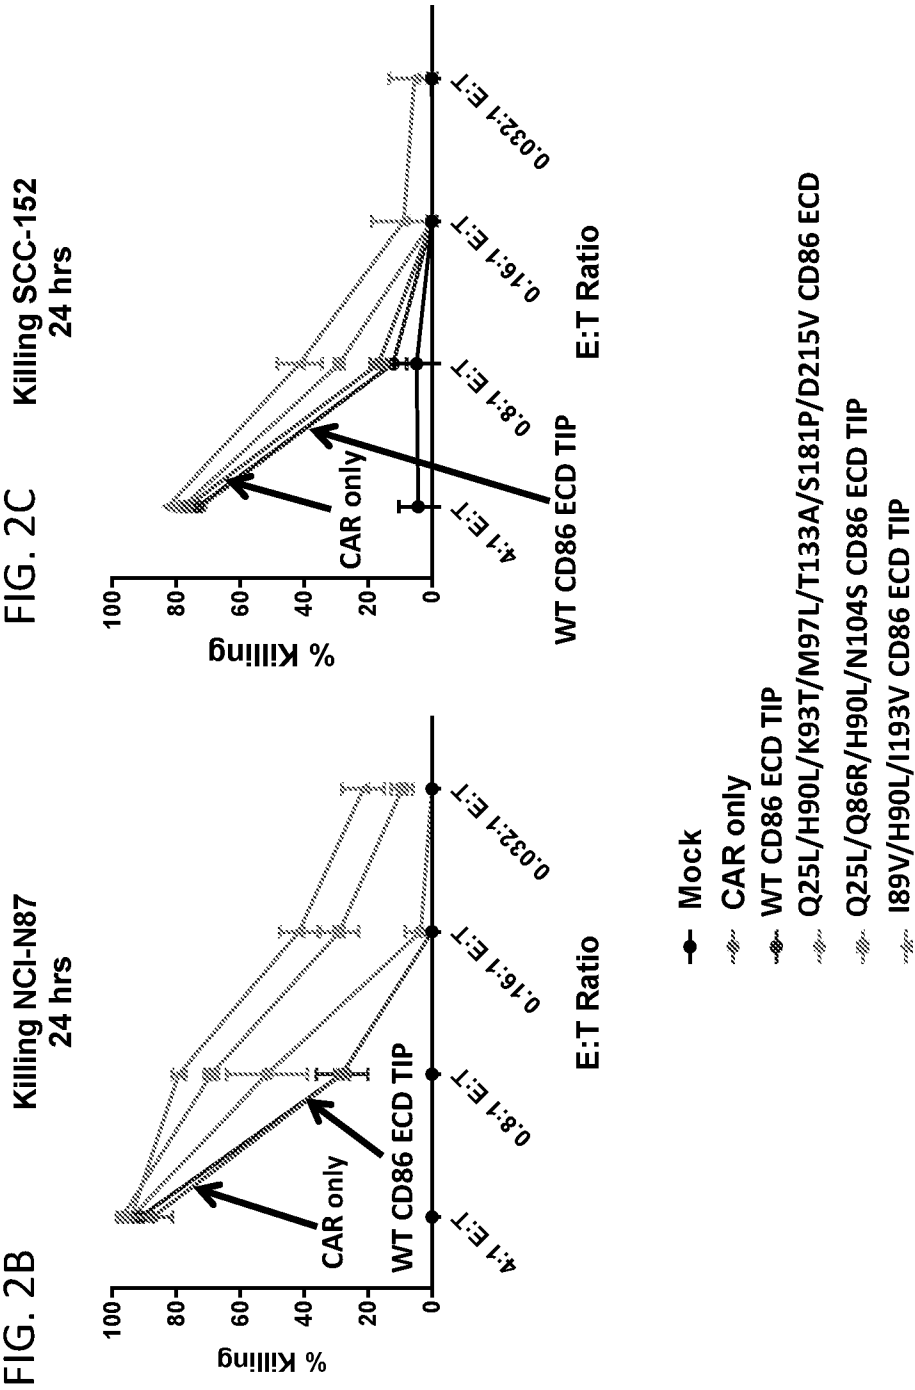 FIG. 2B
Killing NCI-N87
24 hrs
% Killing
100
80
60
40
20
0
CAR only
WT CD86 ECD TIP
4:1 E:T
0.8:1 E:T
0.16:1 E:T
0.032:1 E:T
E:T Ratio
FIG. 2C
Killing SCC-152
24 hrs
% Killing
100
80
60
40
20
0
CAR only
WT CD86 ECD TIP
4:1 E:T
0.8:1 E:T
0.16:1 E:T
0.032:1 E:T
E:T Ratio
Mock
CAR only
WT CD86 ECD TIP
Q25L/H90L/K93T/M97L/T133A/S181P/D215V CD86 ECD
Q25L/Q86R/H90L/N104S CD86 ECD TIP
I89V/H90L/I193V CD86 ECD TIP